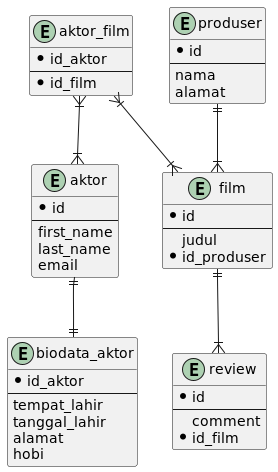 E aktor_film
id_aktor
id_film
E produser
id
nama
alamat
E aktor
id
first_name
last_name
email
E film
id
judul
id_produser
E biodata_aktor
id_aktor
tempat_lahir
tanggal_lahir
alamat
hobi
E review
id
comment
id_film